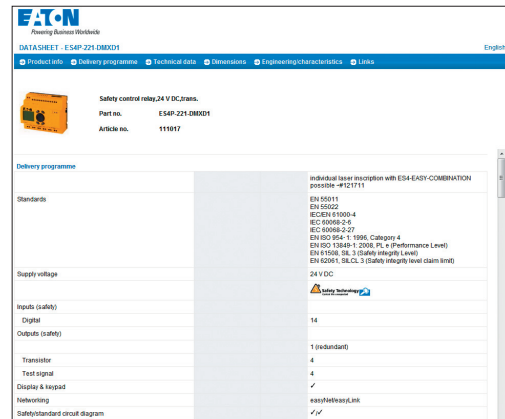 EATON
Powering Business Worldwide
DATASHEET - ES4P-221-DMXD1
English
Product info Delivery programme Technical data Dimensions Engineering/characteristics Links
Safety control relay,24 V DC,trans.
Part no. ES4P-221-DMXD1
Article no. 111017
Delivery programme
individual laser inscription with ES4-EASY-COMBINATION
possible →#121711
Standards
EN 55011
EN 55022
IEC/EN 61000-4
IEC 60068-2-6
IEC 60068-2-27
EN ISO 954-1: 1996, Category 4
EN ISO 13849-1: 2008, PL e (Performance Level)
EN 61508, SIL 3 (Safety integrity Level)
EN 62061, SILCL 3 (Safety integrity level claim limit)
Supply voltage 24 V DC
Safety Technology
Inputs (safety)
Digital 14
Outputs (safety)
1 (redundant)
Transistor 4
Test signal 4
Display & keypad ✓
Networking easyNet/easyLink
Safety/standard circuit diagram ✓/✓